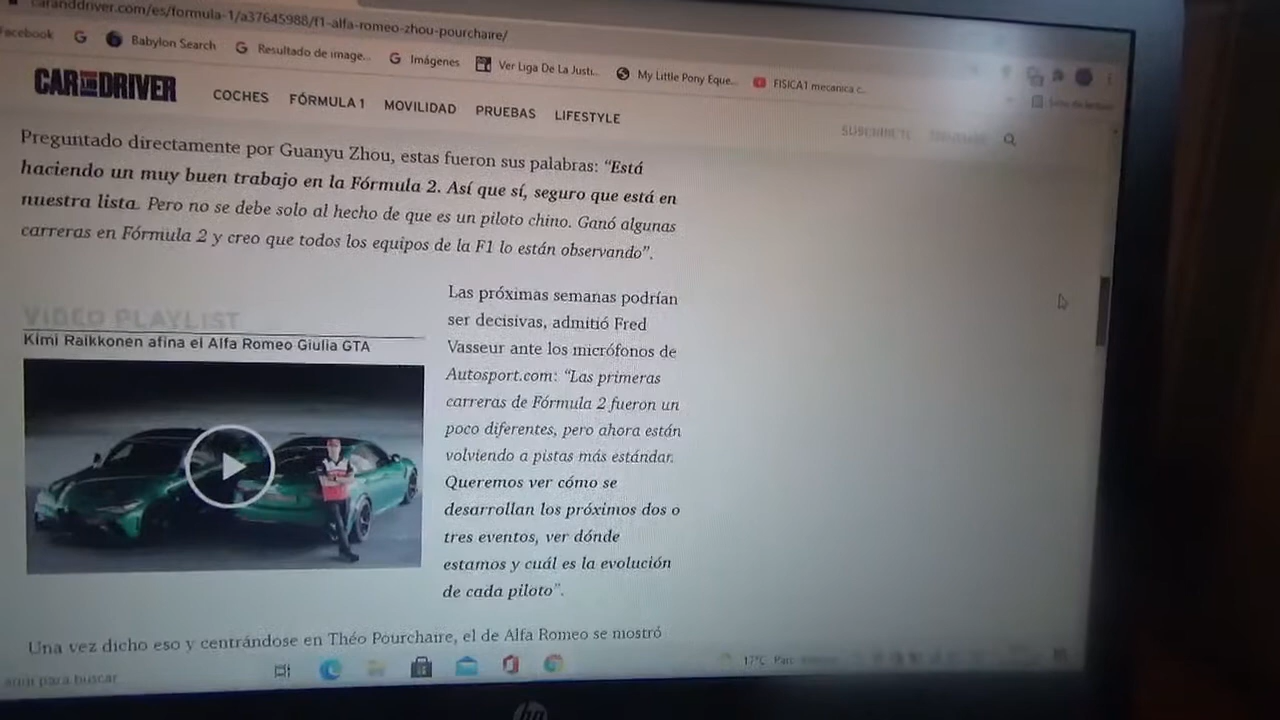 caranddriver.com/es/formula-1/a37645988/f1-alfa-romeo-zhou-pourchaire/
Facebook Babylon Search Resultado de image... Imágenes Ver Liga De La Justi... My Little Pony Eque... FISICA1 mecanica c...
CAR AND DRIVER COCHES FÓRMULA 1 MOVILIDAD PRUEBAS LIFESTYLE
SUSCRÍBETE
Preguntado directamente por Guanyu Zhou, estas fueron sus palabras: “Está
haciendo un muy buen trabajo en la Fórmula 2. Así que sí, seguro que está en
nuestra lista. Pero no se debe solo al hecho de que es un piloto chino. Ganó algunas
carreras en Fórmula 2 y creo que todos los equipos de la F1 lo están observando”.
VIDEO PLAYLIST
Kimi Raikkonen afina el Alfa Romeo Giulia GTA
Las próximas semanas podrían
ser decisivas, admitió Fred
Vasseur ante los micrófonos de
Autosport.com: “Las primeras
carreras de Fórmula 2 fueron un
poco diferentes, pero ahora están
volviendo a pistas más estándar.
Queremos ver cómo se
desarrollan los próximos dos o
tres eventos, ver dónde
estamos y cuál es la evolución
de cada piloto”.
Una vez dicho eso y centrándose en Théo Pourchaire, el de Alfa Romeo se mostró
aquí para buscar
17°C Parc.
hp